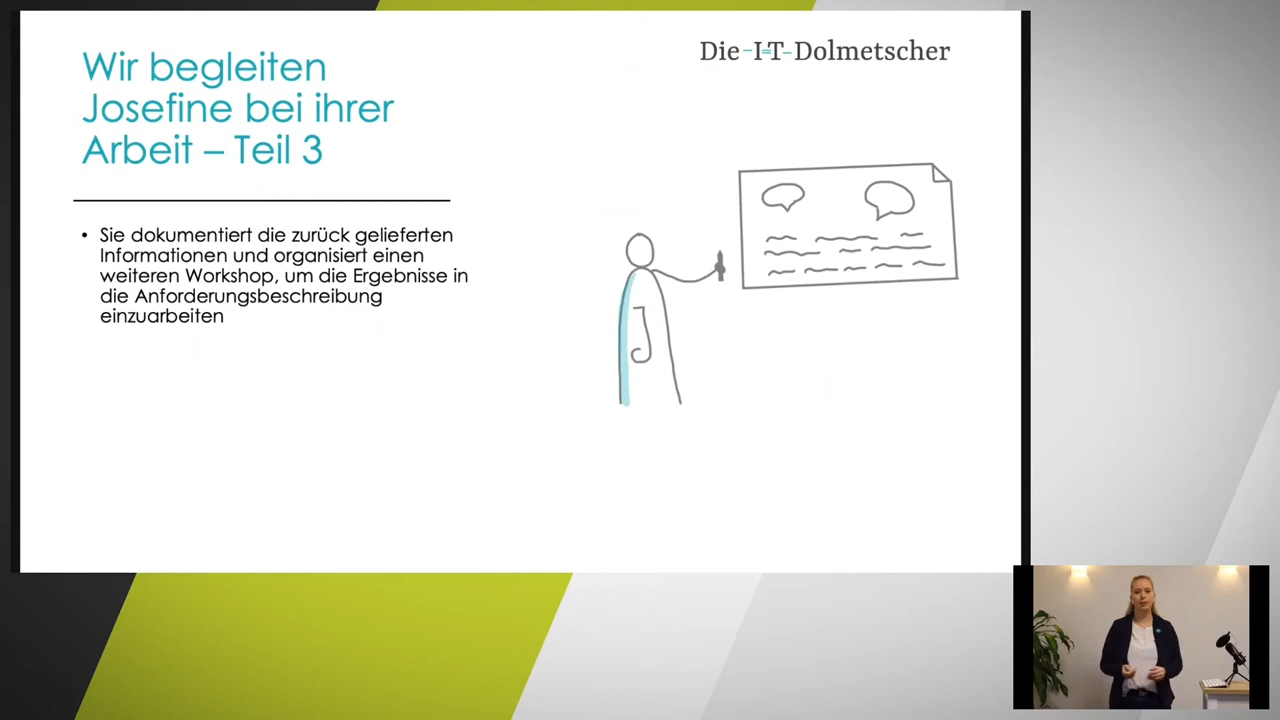 Wir begleiten
Josefine bei ihrer
Arbeit – Teil 3
Die-I-T-Dolmetscher
• Sie dokumentiert die zurück gelieferten
Informationen und organisiert einen
weiteren Workshop, um die Ergebnisse in
die Anforderungsbeschreibung
einzuarbeiten
J